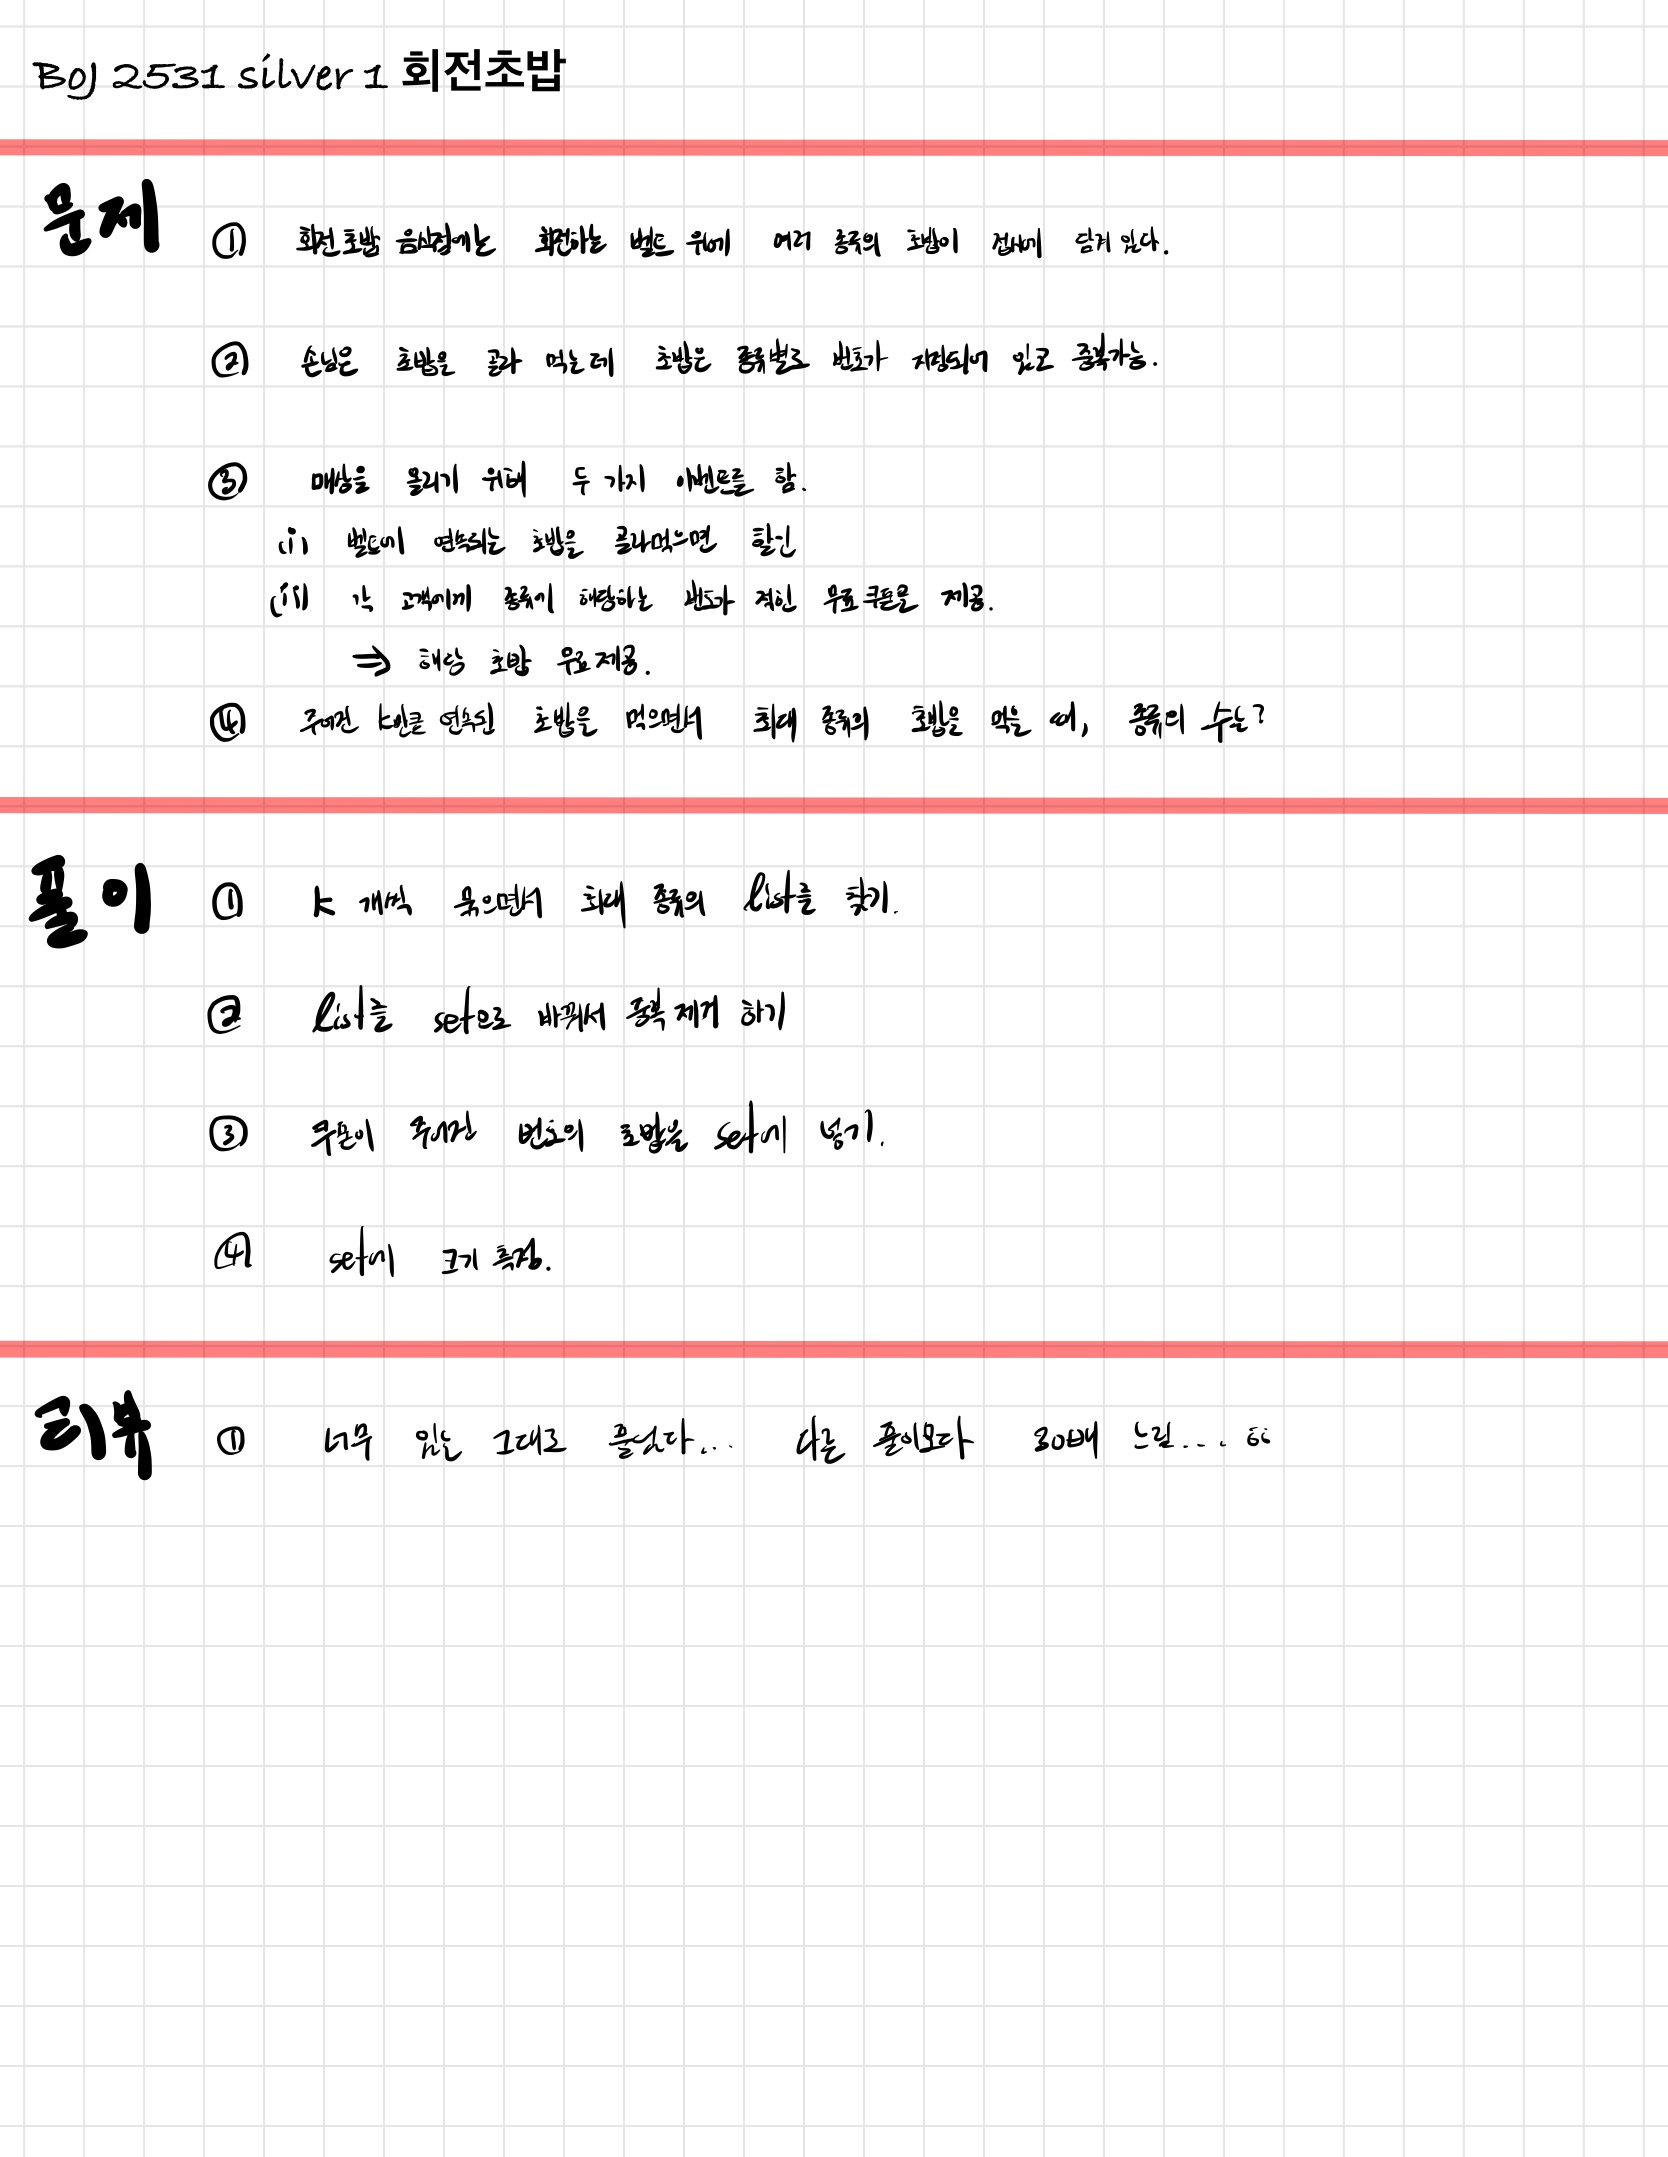 BOJ 2531 silver 1 회전초밥
문제
① 회전초밥 음식점에는 회전하는 벨트 위에 여러 종류의 초밥이 접시에 담겨 있다.
② 손님은 초밥을 골라 먹는데 초밥은 종류별로 번호가 지정되어 있고 중복가능.
③ 매상을 올리기 위해 두 가지 이벤트를 함.
(i) 벨트에 연속되는 초밥을 골라먹으면 할인
(ii) 각 고객에게 종류에 해당하는 번호가 적힌 무료쿠폰을 제공.
⇒ 해당 초밥 무료제공.
④ 주어진 k만큼 연속된 초밥을 먹으면서 최대 종류의 초밥을 먹을 때, 종류의 수는?
풀이
① k 개씩 묶으면서 최대 종류의 list를 찾기.
② list를 set으로 바꿔서 중복 제거 하기
③ 쿠폰이 주어진 번호의 초밥을 set에 넣기.
④ set에 크기 측정.
리뷰
① 너무 있는 그대로 풀었다... 다른 풀이보다 30배 느림....